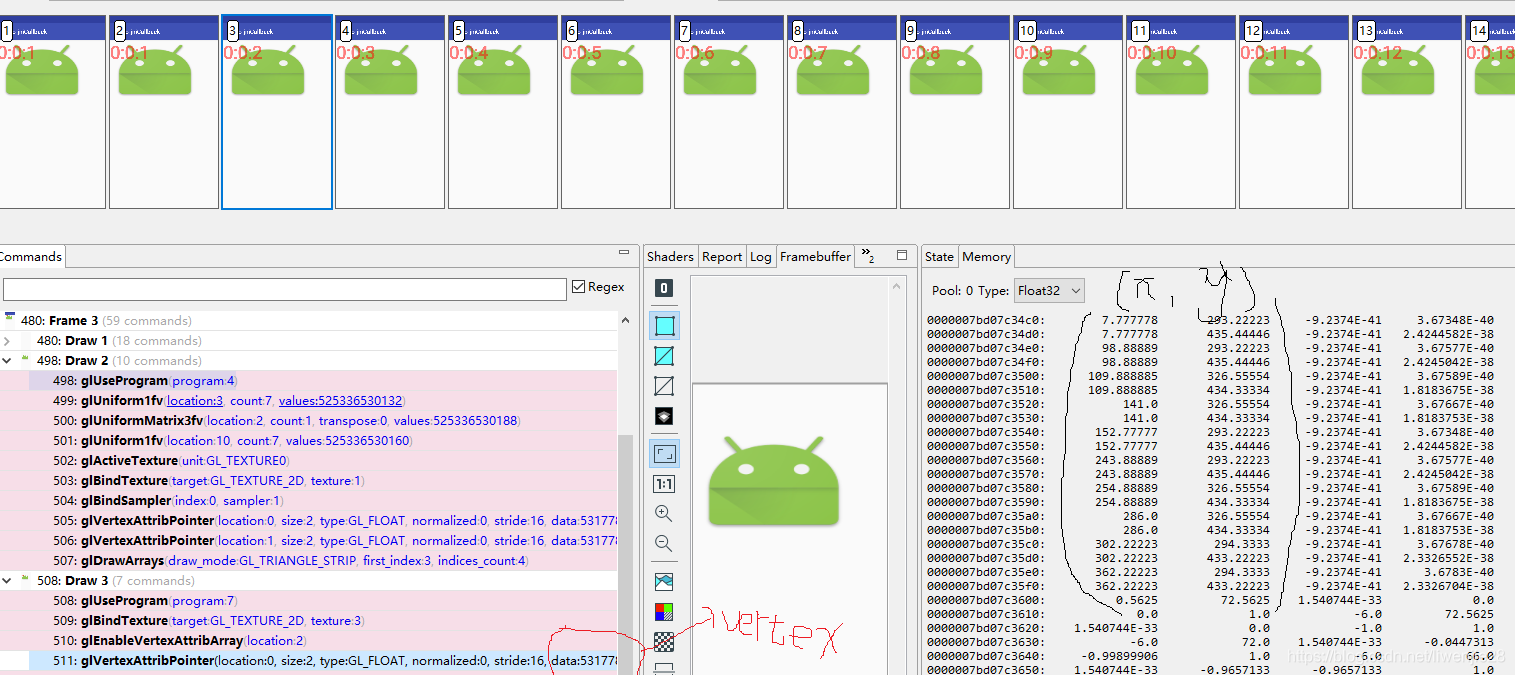 1 2 3 4 5 6 7 8 9 10 11 12 13 14
0:0:1 0:0:1 0:0:2 0:0:3 0:0:4 0:0:5 0:0:6 0:0:7 0:0:8 0:0:9 0:0:10 0:0:11 0:0:12 0:0:13
Commands
Regex
480: Frame 3 (59 commands)
480: Draw 1 (18 commands)
498: Draw 2 (10 commands)
498: glUseProgram(program:4)
499: glUniform1fv(location:3, count:7, values:525336530132)
500: glUniformMatrix3fv(location:2, count:1, transpose:0, values:525336530188)
501: glUniform1fv(location:10, count:7, values:525336530160)
502: glActiveTexture(unit:GL_TEXTURE0)
503: glBindTexture(target:GL_TEXTURE_2D, texture:1)
504: glBindSampler(index:0, sampler:1)
505: glVertexAttribPointer(location:0, size:2, type:GL_FLOAT, normalized:0, stride:16, data:531778
506: glVertexAttribPointer(location:1, size:2, type:GL_FLOAT, normalized:0, stride:16, data:531778
507: glDrawArrays(draw_mode:GL_TRIANGLE_STRIP, first_index:3, indices_count:4)
508: Draw 3 (7 commands)
508: glUseProgram(program:7)
509: glBindTexture(target:GL_TEXTURE_2D, texture:3)
510: glEnableVertexAttribArray(location:2)
511: glVertexAttribPointer(location:0, size:2, type:GL_FLOAT, normalized:0, stride:16, data:531778
Shaders Report Log Framebuffer »2
0
1:1
vertex
State Memory
Pool: 0 Type: Float32
0000007bd07c34c0: 7.777778 293.22223 -9.2374E-41 3.67348E-40
0000007bd07c34d0: 7.777778 435.44446 -9.2374E-41 2.4244582E-38
0000007bd07c34e0: 98.88889 293.22223 -9.2374E-41 3.67577E-40
0000007bd07c34f0: 98.88889 435.44446 -9.2374E-41 2.4245042E-38
0000007bd07c3500: 109.888885 326.55554 -9.2374E-41 3.67589E-40
0000007bd07c3510: 109.888885 434.33334 -9.2374E-41 1.8183675E-38
0000007bd07c3520: 141.0 326.55554 -9.2374E-41 3.67667E-40
0000007bd07c3530: 141.0 434.33334 -9.2374E-41 1.8183753E-38
0000007bd07c3540: 152.77777 293.22223 -9.2374E-41 3.67348E-40
0000007bd07c3550: 152.77777 435.44446 -9.2374E-41 2.4244582E-38
0000007bd07c3560: 243.88889 293.22223 -9.2374E-41 3.67577E-40
0000007bd07c3570: 243.88889 435.44446 -9.2374E-41 2.4245042E-38
0000007bd07c3580: 254.88889 326.55554 -9.2374E-41 3.67589E-40
0000007bd07c3590: 254.88889 434.33334 -9.2374E-41 1.8183675E-38
0000007bd07c35a0: 286.0 326.55554 -9.2374E-41 3.67667E-40
0000007bd07c35b0: 286.0 434.33334 -9.2374E-41 1.8183753E-38
0000007bd07c35c0: 302.22223 294.3333 -9.2374E-41 3.67678E-40
0000007bd07c35d0: 302.22223 433.22223 -9.2374E-41 2.3326552E-38
0000007bd07c35e0: 362.22223 294.3333 -9.2374E-41 3.6783E-40
0000007bd07c35f0: 362.22223 433.22223 -9.2374E-41 2.3326704E-38
0000007bd07c3600: 0.5625 72.5625 1.540744E-33 0.0
0000007bd07c3610: 0.0 1.0 -6.0 72.5625
0000007bd07c3620: 1.540744E-33 0.0 -1.0 1.0
0000007bd07c3630: -6.0 72.0 1.540744E-33 -0.0447313
0000007bd07c3640: -0.99899906 1.0 -6.0 66.0
0000007bd07c3650: 1.540744E-33 -0.9657133 -0.9657133 1.0